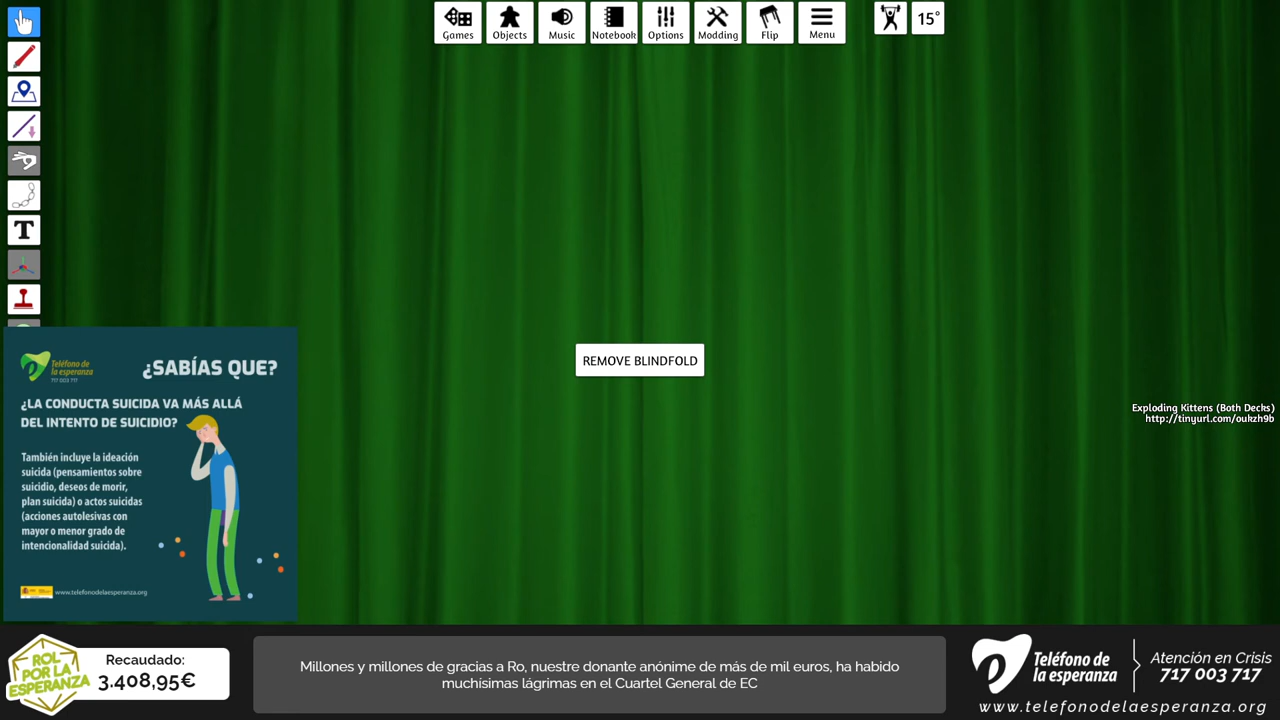 Games
Objects
Music
Notebook
Options
Modding
Flip
Menu
15°
T
REMOVE BLINDFOLD
Exploding Kittens (Both Decks)
http://tinyurl.com/oukzh9b
Teléfono de
la esperanza
717 003 717
¿SABÍAS QUE?
¿LA CONDUCTA SUICIDA VA MÁS ALLÁ
DEL INTENTO DE SUICIDIO?
También incluye la ideación
suicida (pensamientos sobre
suicidio, deseos de morir,
plan suicida) o actos suicidas
(acciones autolesivas con
mayor o menor grado de
intencionalidad suicida).
www.telefonodelaesperanza.org
ROL
POR LA
ESPERANZA
Recaudado:
3.408,95€
Millones y millones de gracias a Ro, nuestre donante anónime de más de mil euros, ha habido
muchísimas lágrimas en el Cuartel General de EC
Teléfono de
la esperanza
Atención en Crisis
717 003 717
www.telefonodelaesperanza.org